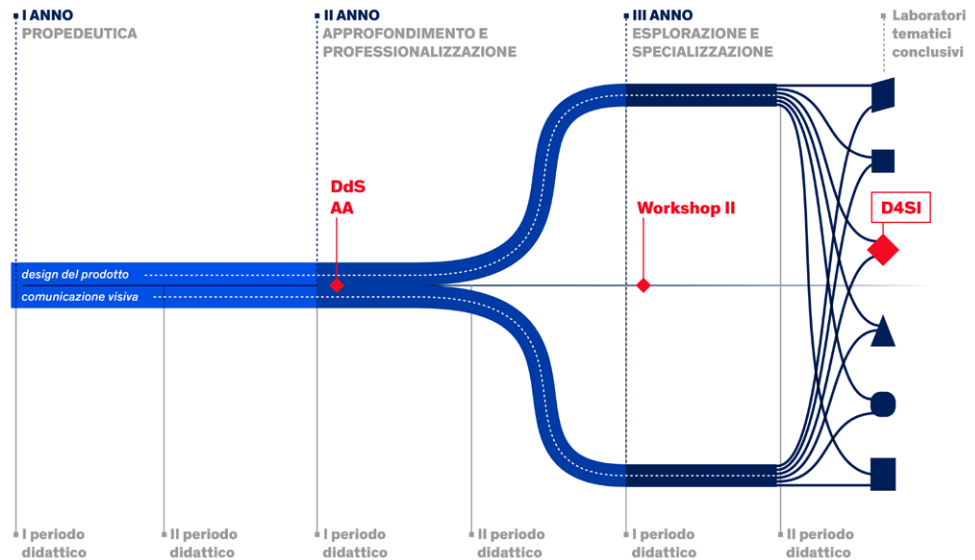 I ANNO
PROPEDEUTICA
II ANNO
APPROFONDIMENTO E
PROFESSIONALIZZAZIONE
III ANNO
ESPLORAZIONE E
SPECIALIZZAZIONE
Laboratori
tematici
conclusivi
DdS
AA
Workshop II
D4SI
design del prodotto
comunicazione visiva
I periodo
didattico
II periodo
didattico
I periodo
didattico
II periodo
didattico
I periodo
didattico
II periodo
didattico